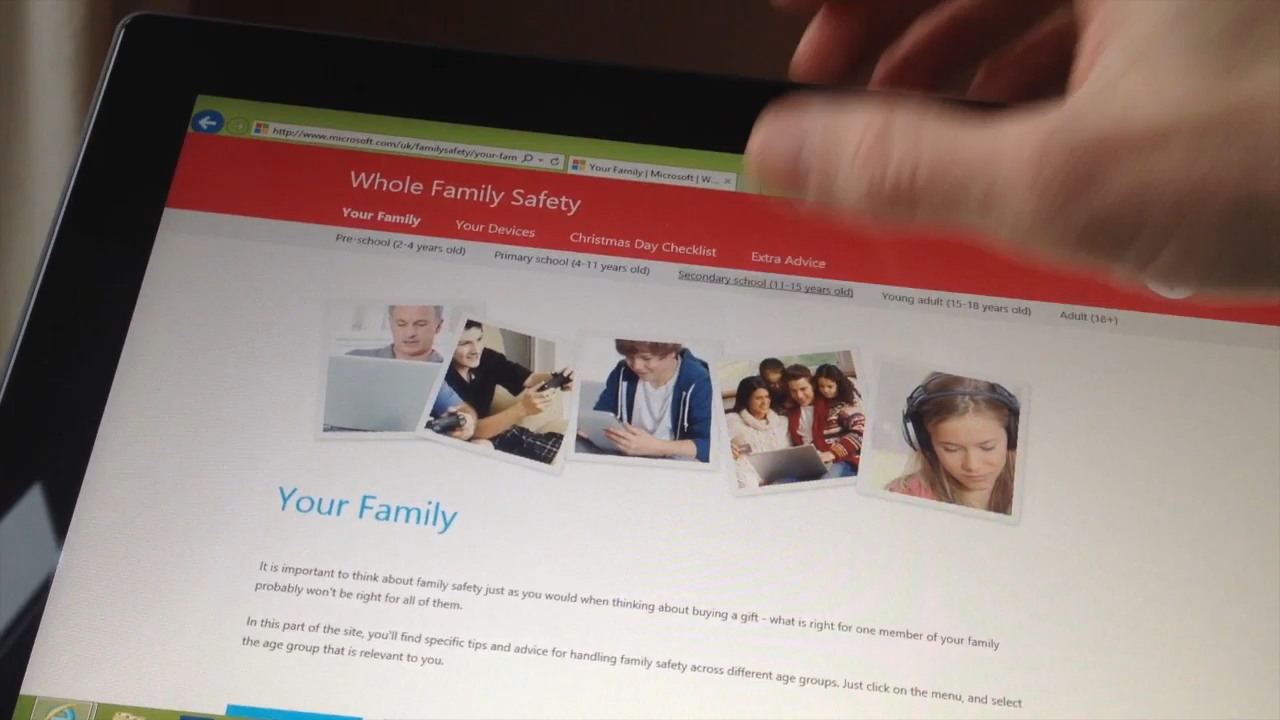 http://www.microsoft.com/uk/familysafety/your-fam
Your Family | Microsoft | W...
Whole Family Safety
Your Family Your Devices Christmas Day Checklist Extra Advice
Pre-school (2-4 years old) Primary school (4-11 years old) Secondary school (11-15 years old) Young adult (15-18 years old) Adult (18+)
Your Family
It is important to think about family safety just as you would when thinking about buying a gift - what is right for one member of your family
probably won't be right for all of them.
In this part of the site, you'll find specific tips and advice for handling family safety across different age groups. Just click on the menu, and select
the age group that is relevant to you.